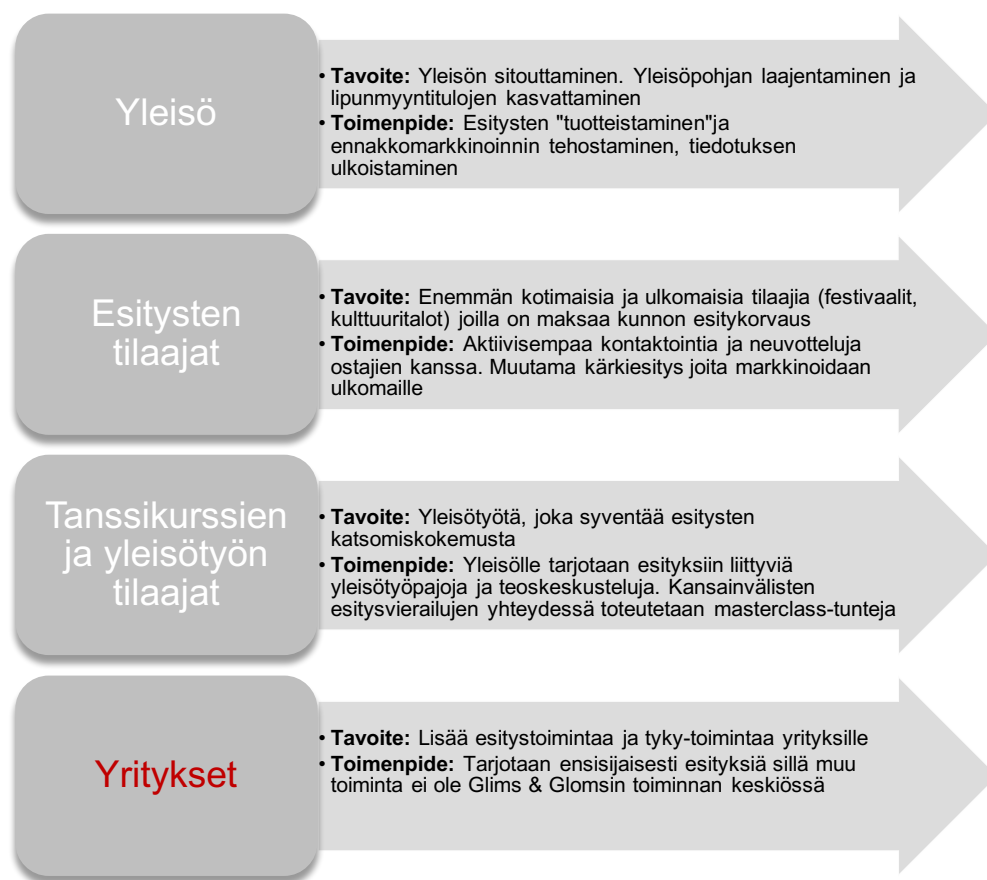 Yleisö
• Tavoite: Yleisön sitouttaminen. Yleisöpohjan laajentaminen ja
lipunmyyntitulojen kasvattaminen
• Toimenpide: Esitysten "tuotteistaminen"ja
ennakkomarkkinoinnin tehostaminen, tiedotuksen
ulkoistaminen
Esitysten
tilaajat
• Tavoite: Enemmän kotimaisia ja ulkomaisia tilaajia (festivaalit,
kulttuuritalot) joilla on maksaa kunnon esitykorvaus
• Toimenpide: Aktiivisempaa kontaktointia ja neuvotteluja
ostajien kanssa. Muutama kärkiesitys joita markkinoidaan
ulkomaille
Tanssikurssien
ja yleisötyön
tilaajat
• Tavoite: Yleisötyötä, joka syventää esitysten
katsomiskokemusta
• Toimenpide: Yleisölle tarjotaan esityksiin liittyviä
yleisötyöpajoja ja teoskeskusteluja. Kansainvälisten
esitysvierailujen yhteydessä toteutetaan masterclass-tunteja
Yritykset
• Tavoite: Lisää esitystoimintaa ja tyky-toimintaa yrityksille
• Toimenpide: Tarjotaan ensisijaisesti esityksiä sillä muu
toiminta ei ole Glims & Glomsin toiminnan keskiössä